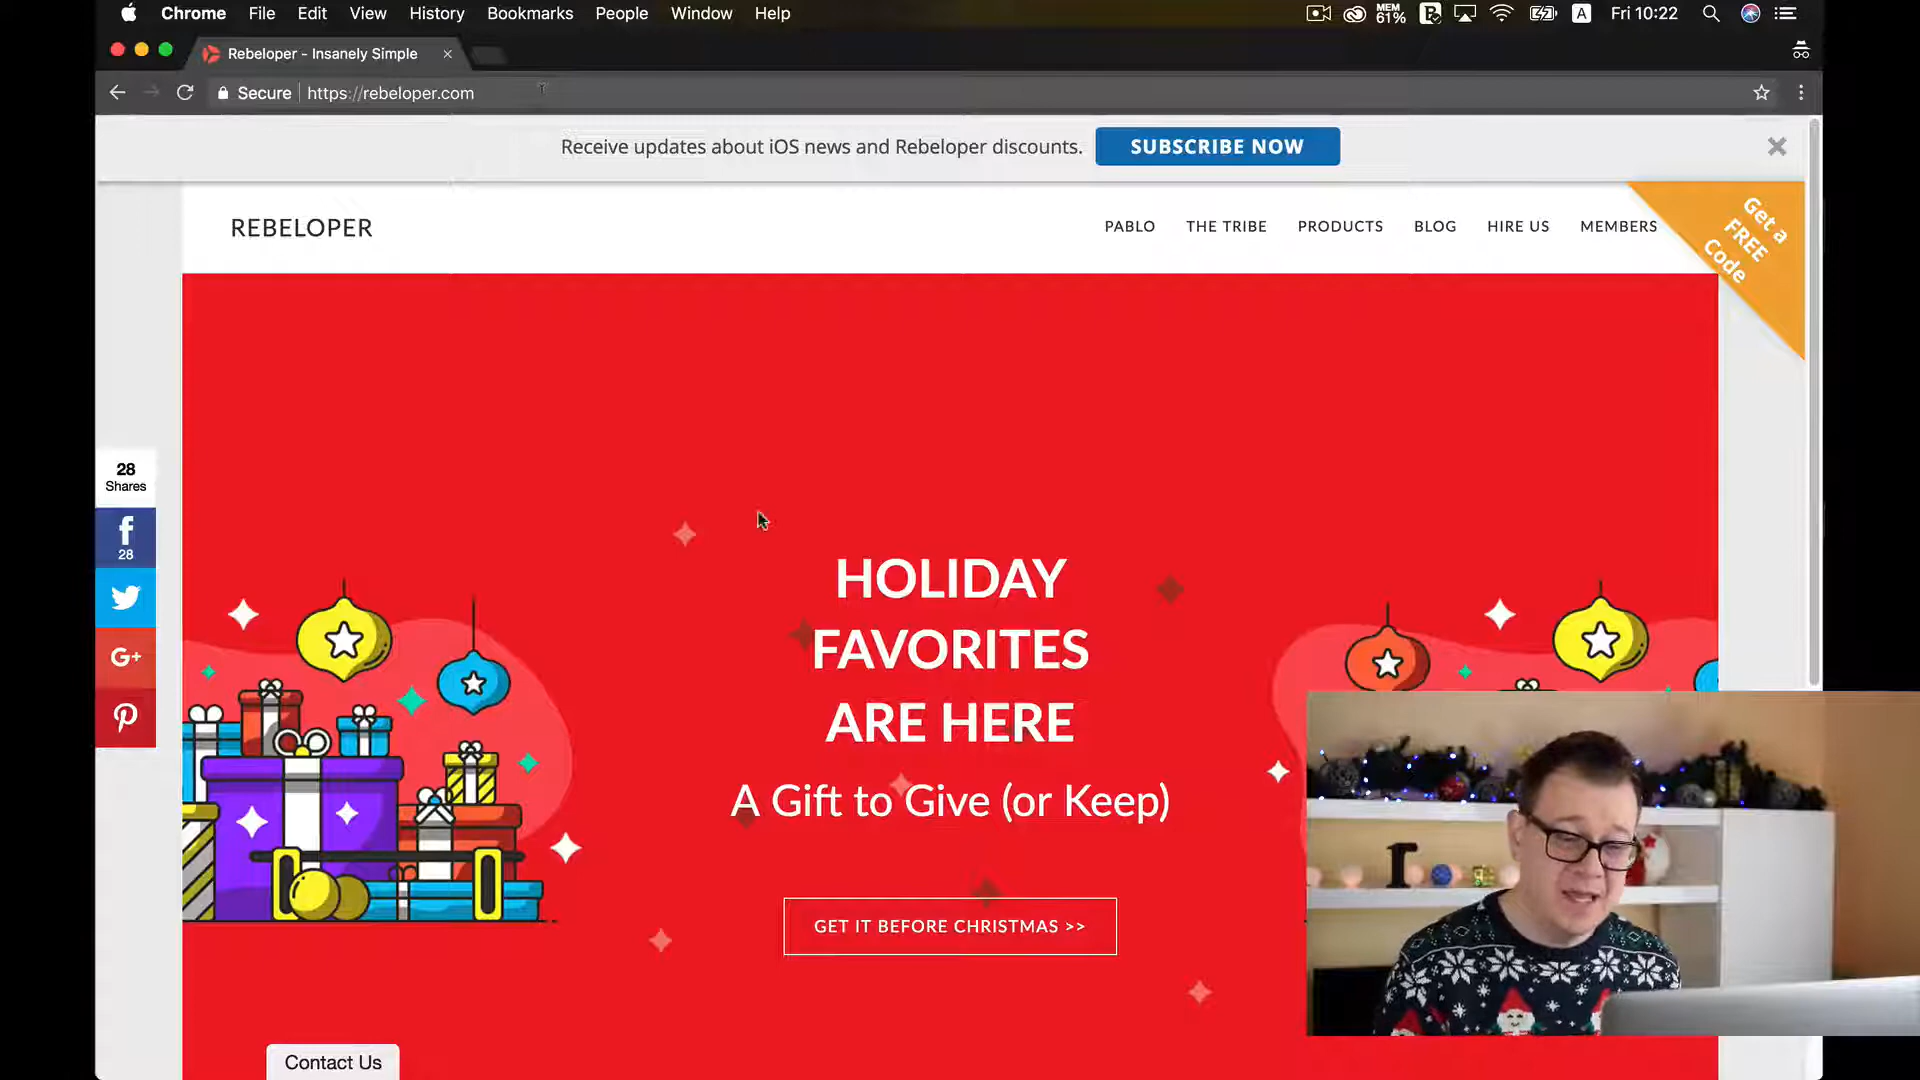 Chrome File Edit View History Bookmarks People Window Help
MEM 61% A Fri 10:22
Rebeloper - Insanely Simple
Secure https://rebeloper.com
Receive updates about iOS news and Rebeloper discounts. SUBSCRIBE NOW
REBELOPER PABLO THE TRIBE PRODUCTS BLOG HIRE US MEMBERS
Get a
FREE
Code
28
Shares
28
G+
HOLIDAY
FAVORITES
ARE HERE
A Gift to Give (or Keep)
GET IT BEFORE CHRISTMAS >>
Contact Us